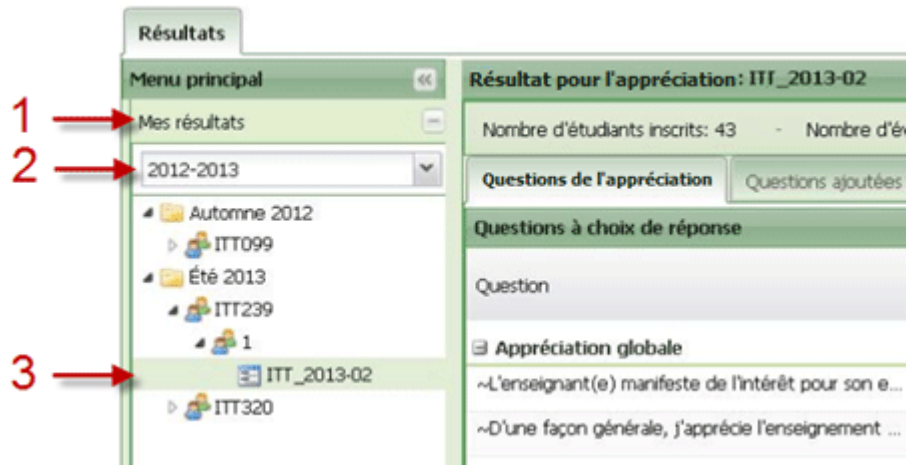 Résultats
Menu principal
1 Mes résultats
2 2012-2013
Automne 2012
ITT099
Été 2013
ITT239
1
3 ITT_2013-02
ITT320
Résultat pour l'appréciation: ITT_2013-02
Nombre d'étudiants inscrits: 43 - Nombre d'év
Questions de l'appréciation Questions ajoutées
Questions à choix de réponse
Question
Appréciation globale
~L'enseignant(e) manifeste de l'intérêt pour son e...
~D'une façon générale, j'apprécie l'enseignement ...